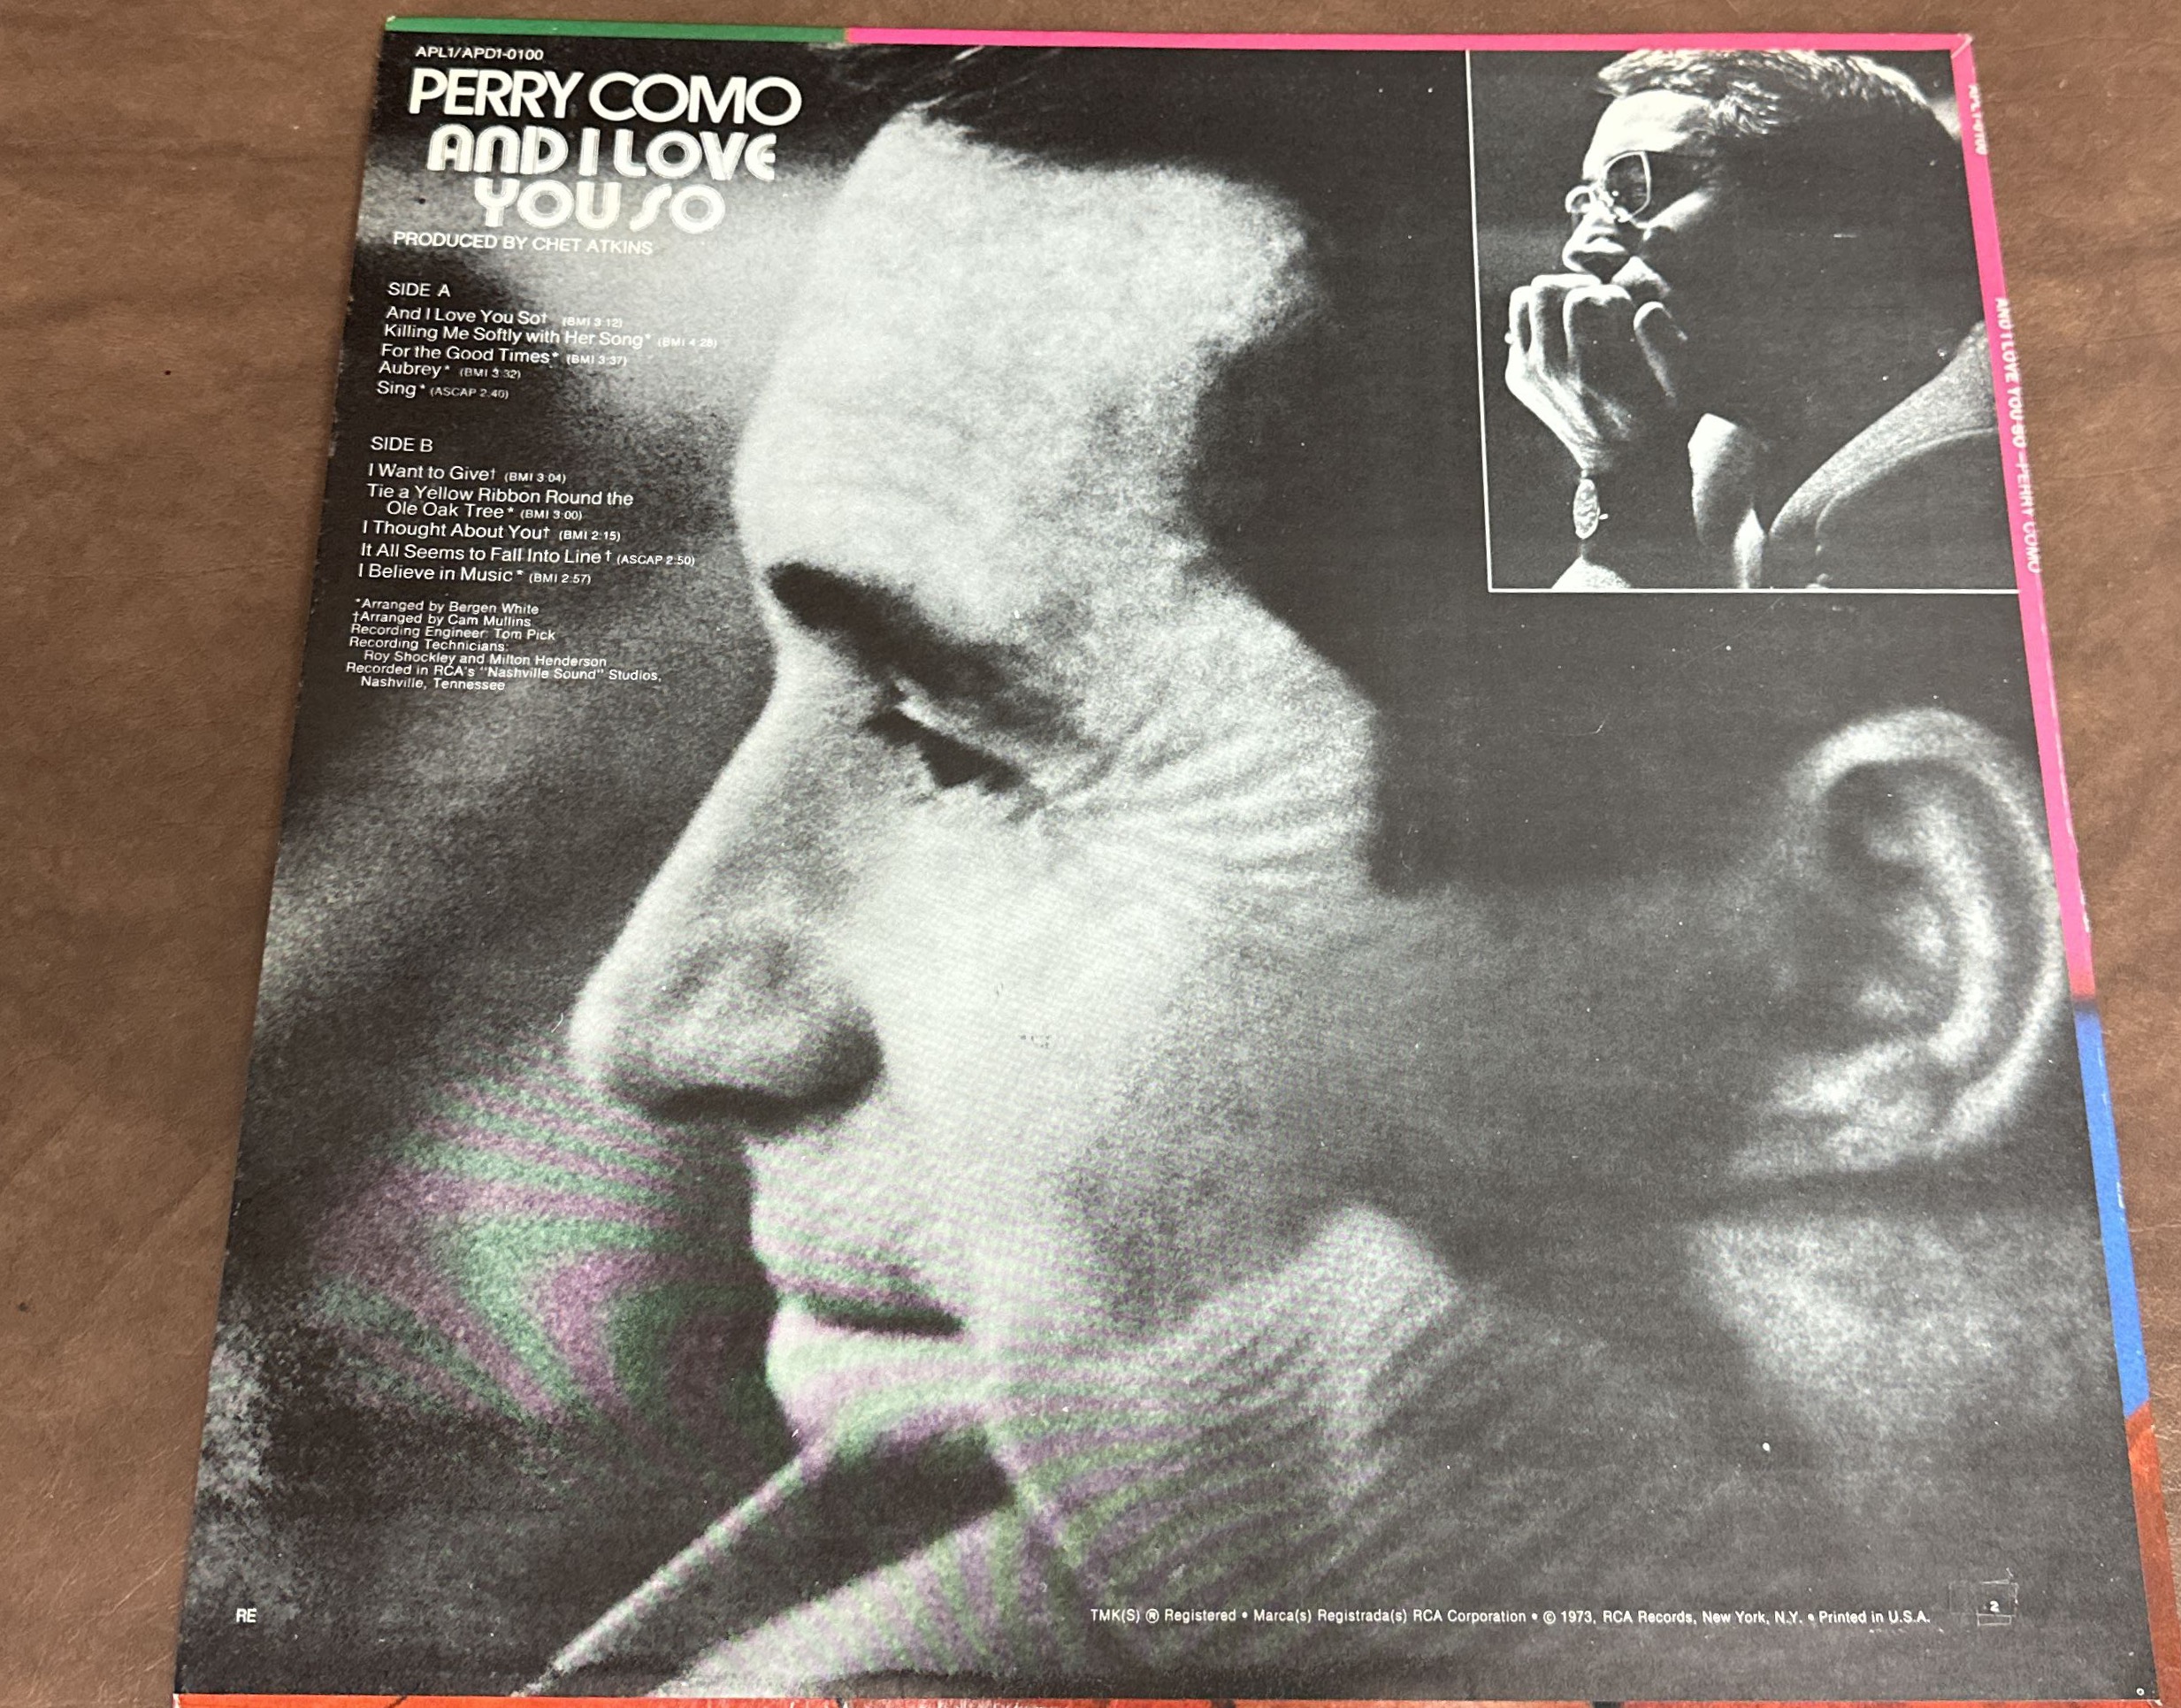 APL1/APD1-0100
PERRY COMO
AND I LOVE
YOU SO
PRODUCED BY CHET ATKINS
SIDE A
And I Love You So† (BMI 3:12)
Killing Me Softly with Her Song* (BMI 4:28)
For the Good Times* (BMI 3:37)
Aubrey* (BMI 3:32)
Sing* (ASCAP 2:40)
SIDE B
I Want to Give† (BMI 3:04)
Tie a Yellow Ribbon Round the
Ole Oak Tree* (BMI 3:00)
I Thought About You† (BMI 2:15)
It All Seems to Fall Into Line† (ASCAP 2:50)
I Believe in Music* (BMI 2:57)
*Arranged by Bergen White
†Arranged by Cam Mullins
Recording Engineer: Tom Pick
Recording Technicians:
Roy Shockley and Milton Henderson
Recorded in RCA's "Nashville Sound" Studios,
Nashville, Tennessee
APL1-0100
AND I LOVE YOU SO—PERRY COMO
RE
TMK(S) ® Registered • Marca(s) Registrada(s) RCA Corporation • © 1973, RCA Records, New York, N.Y. • Printed in U.S.A.
2